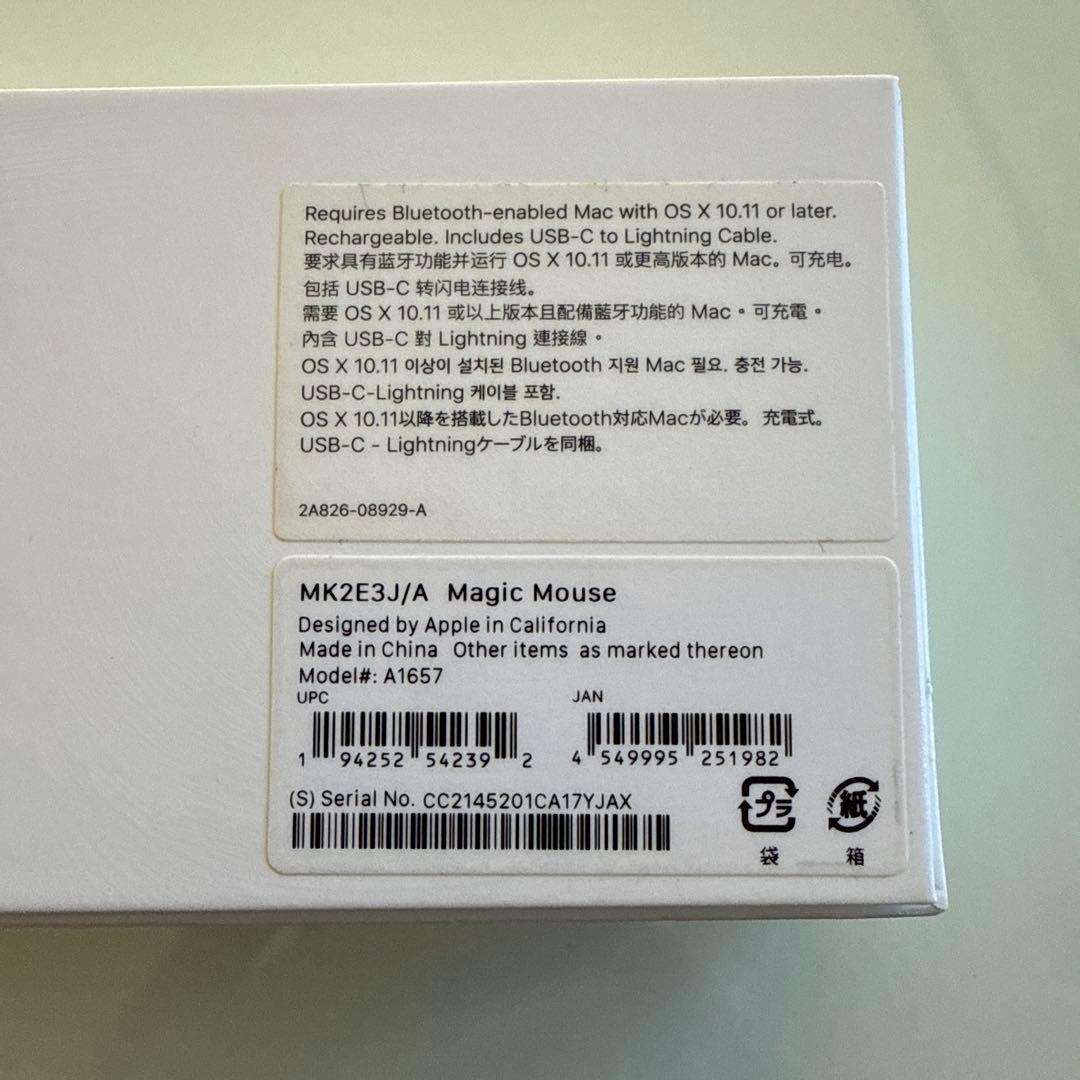 Requires Bluetooth-enabled Mac with OS X 10.11 or later.
Rechargeable. Includes USB-C to Lightning Cable.
要求具有蓝牙功能并运行 OS X 10.11 或更高版本的 Mac。可充电。
包括 USB-C 转闪电连接线。
需要 OS X 10.11 或以上版本且配備藍牙功能的 Mac。可充電。
內含 USB-C 對 Lightning 連接線。
OS X 10.11 이상이 설치된 Bluetooth 지원 Mac 필요. 충전 가능.
USB-C-Lightning 케이블 포함.
OS X 10.11以降を搭載したBluetooth対応Macが必要。充電式。
USB-C - Lightningケーブルを同梱。
2A826-08929-A
MK2E3J/A Magic Mouse
Designed by Apple in California
Made in China Other items as marked thereon
Model#: A1657
UPC JAN
1 94252 54239 2 4 549995 251982
(S) Serial No. CC2145201CA17YJAX
プラ 紙
袋 箱